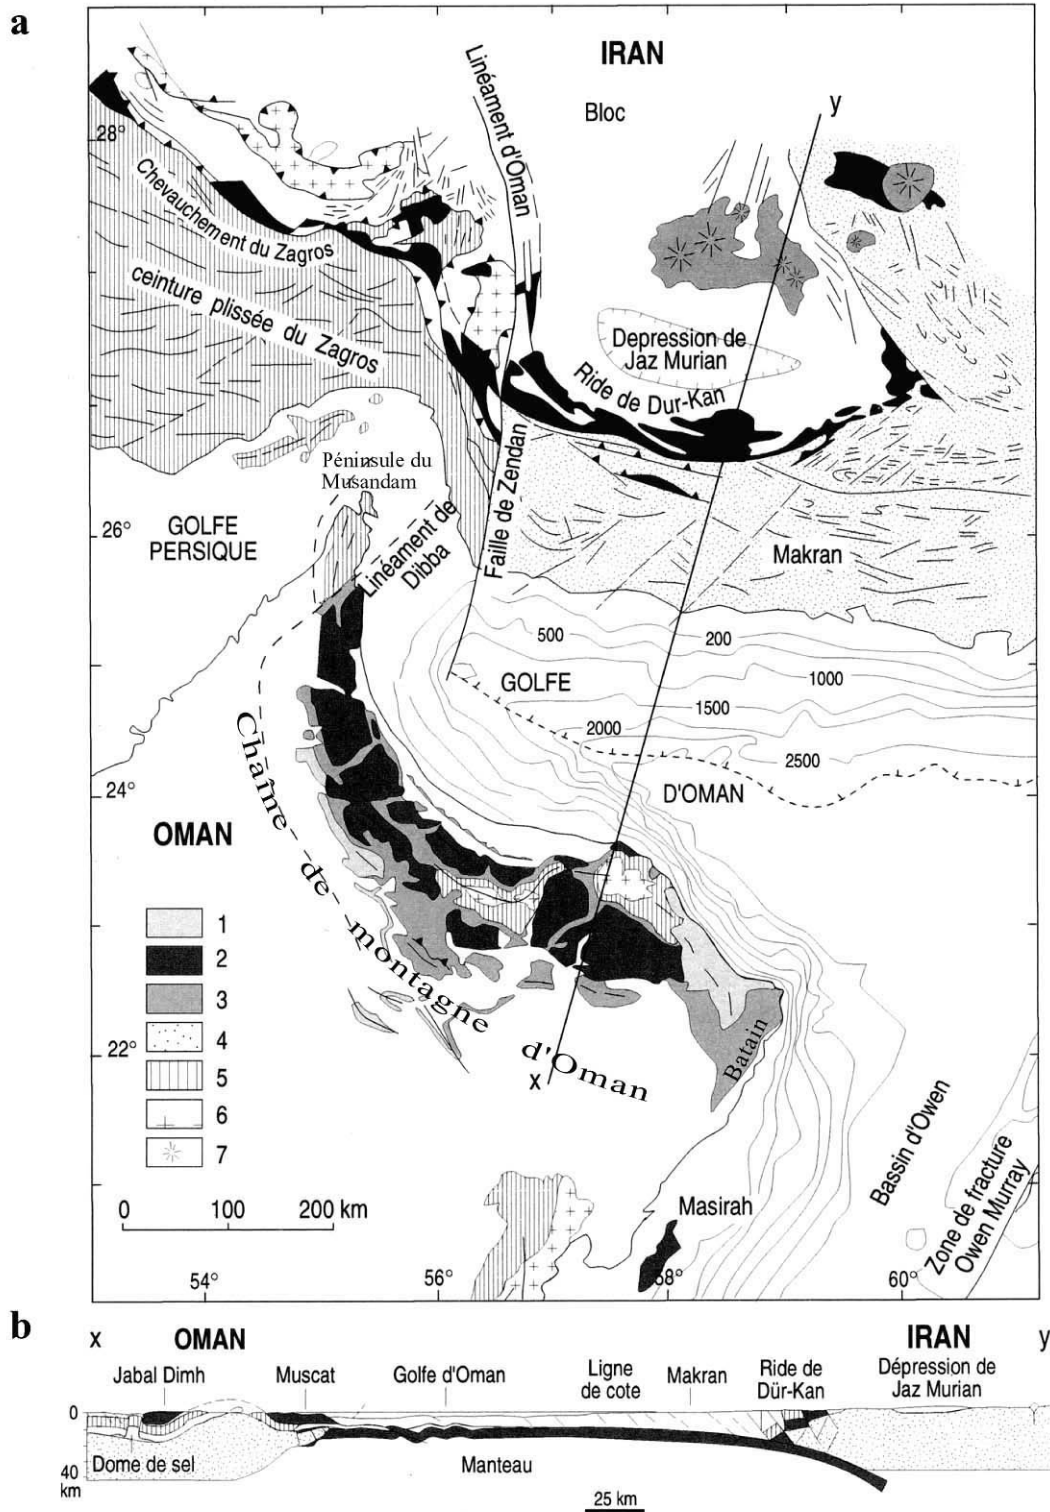 a
IRAN
Bloc
y
Linéament d'Oman
28°
Chevauchement du Zagros
ceinture plissée du Zagros
Depression de
Jaz Murian
Ride de Dur-Kan
Péninsule du
Musandam
26°
GOLFE
PERSIQUE
Linéament de
Dibba
Faille de Zendan
Makran
500
200
GOLFE
1000
1500
2000
2500
D'OMAN
24°
OMAN
Chaîne de montagne d'Oman
1
2
3
4
5
6
7
22°
x
Batain
Bassin d'Owen
Zone de fracture
Owen Murray
Masirah
0 100 200 km
54° 56° 58° 60°
b
x OMAN IRAN y
Jabal Dimh Muscat Golfe d'Oman Ligne
de cote Makran Ride de
Dür-Kan Dépression de
Jaz Murian
0
Dome de sel Manteau
40
km
25 km